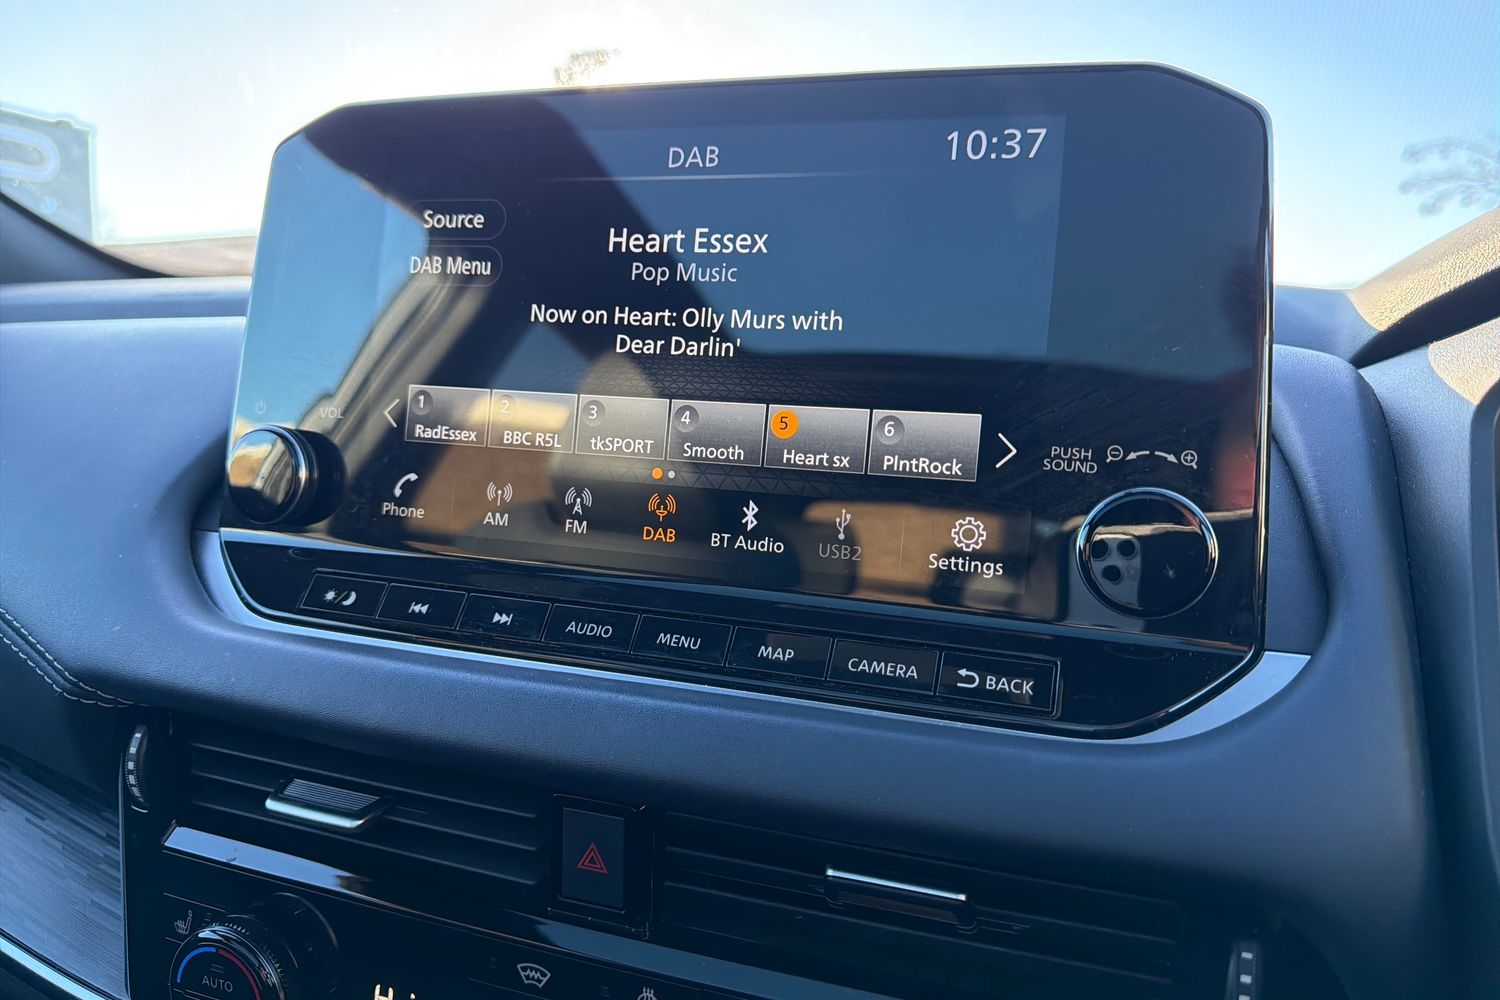 DAB
10:37
Source
DAB Menu
Heart Essex
Pop Music
Now on Heart: Olly Murs with
Dear Darlin'
1 2 3 4 5 6
RadEssex BBC R5L tkSPORT Smooth Heart sx PlntRock
VOL
PUSH
SOUND
Phone AM FM DAB BT Audio USB2 Settings
AUDIO MENU MAP CAMERA BACK
AUTO